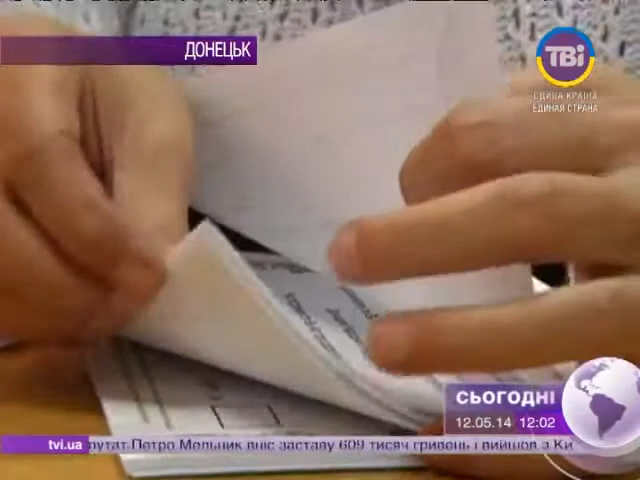 ДОНЕЦЬК
ТВі
ЄДИНА КРАЇНА
ЕДИНАЯ СТРАНА
СЬОГОДНІ
12.05.14 12:02
tvi.ua путат Петро Мельник вніс заставу 609 тисяч гривень і вийшов з Ки